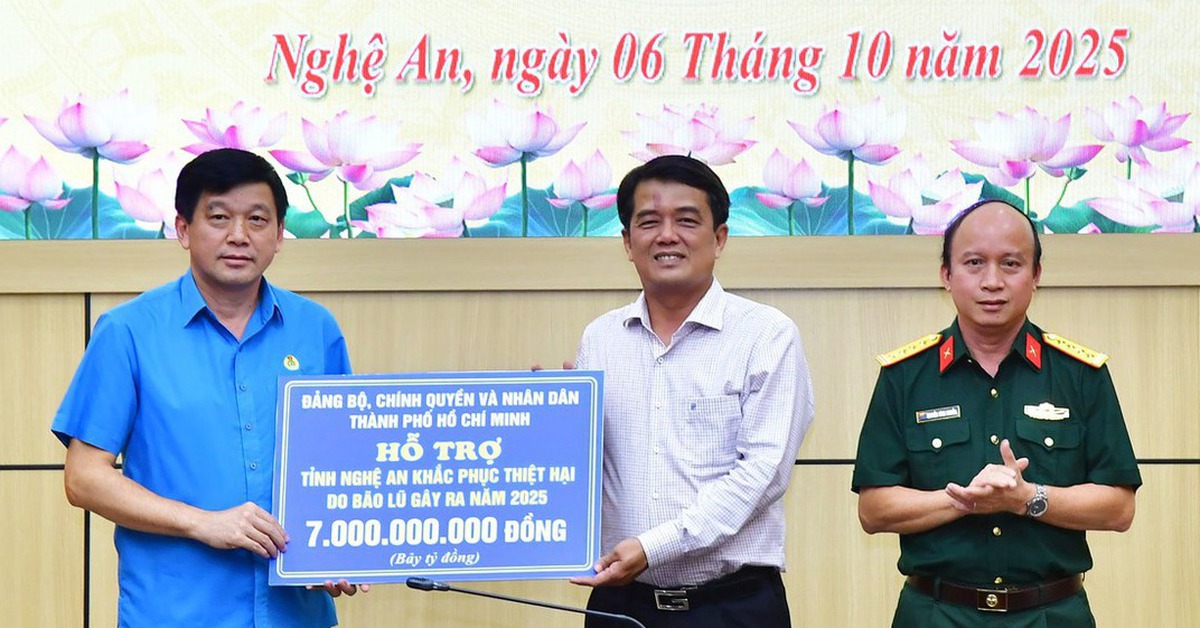 Nghệ An, ngày 06 Tháng 10 năm 2025
ĐẢNG BỘ, CHÍNH QUYỀN VÀ NHÂN DÂN
THÀNH PHỐ HỒ CHÍ MINH
HỖ TRỢ
TỈNH NGHỆ AN KHẮC PHỤC THIỆT HẠI
DO BÃO LŨ GÂY RA NĂM 2025
7.000.000.000 ĐỒNG
(Bảy tỷ đồng)